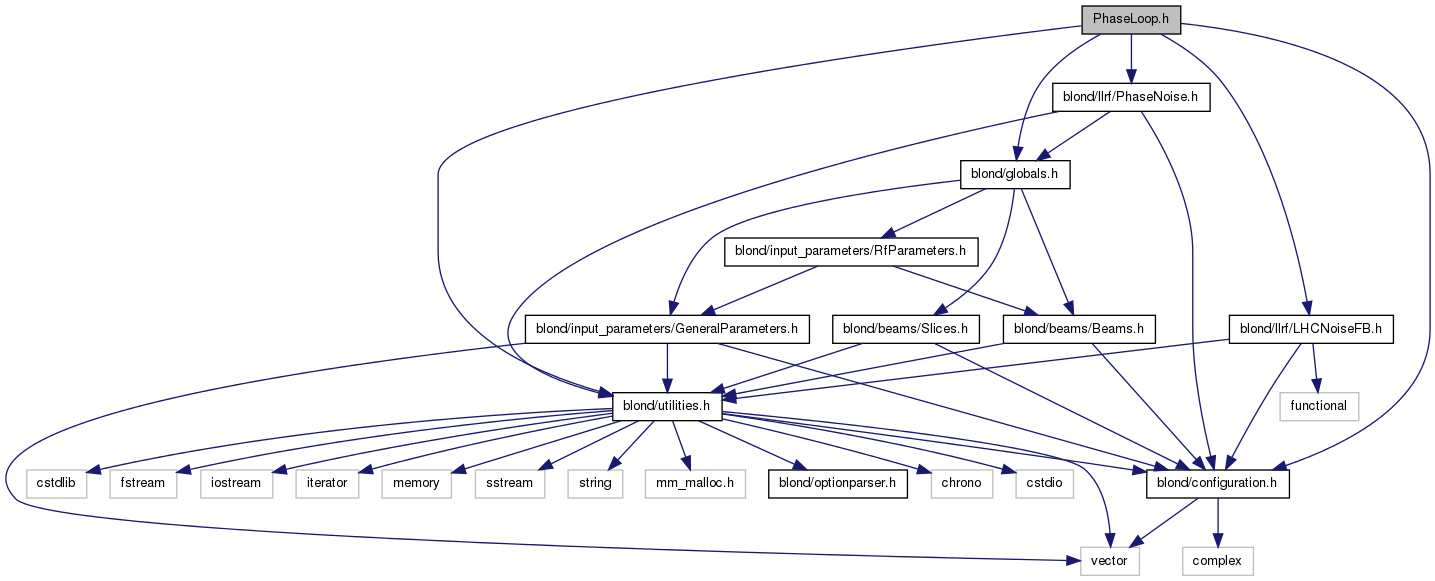 PhaseLoop.h
blond/llrf/PhaseNoise.h
blond/globals.h
blond/input_parameters/RfParameters.h
blond/input_parameters/GeneralParameters.h
blond/beams/Slices.h
blond/beams/Beams.h
blond/llrf/LHCNoiseFB.h
blond/utilities.h
functional
cstdlib
fstream
iostream
iterator
memory
sstream
string
mm_malloc.h
blond/optionparser.h
chrono
cstdio
blond/configuration.h
vector
complex